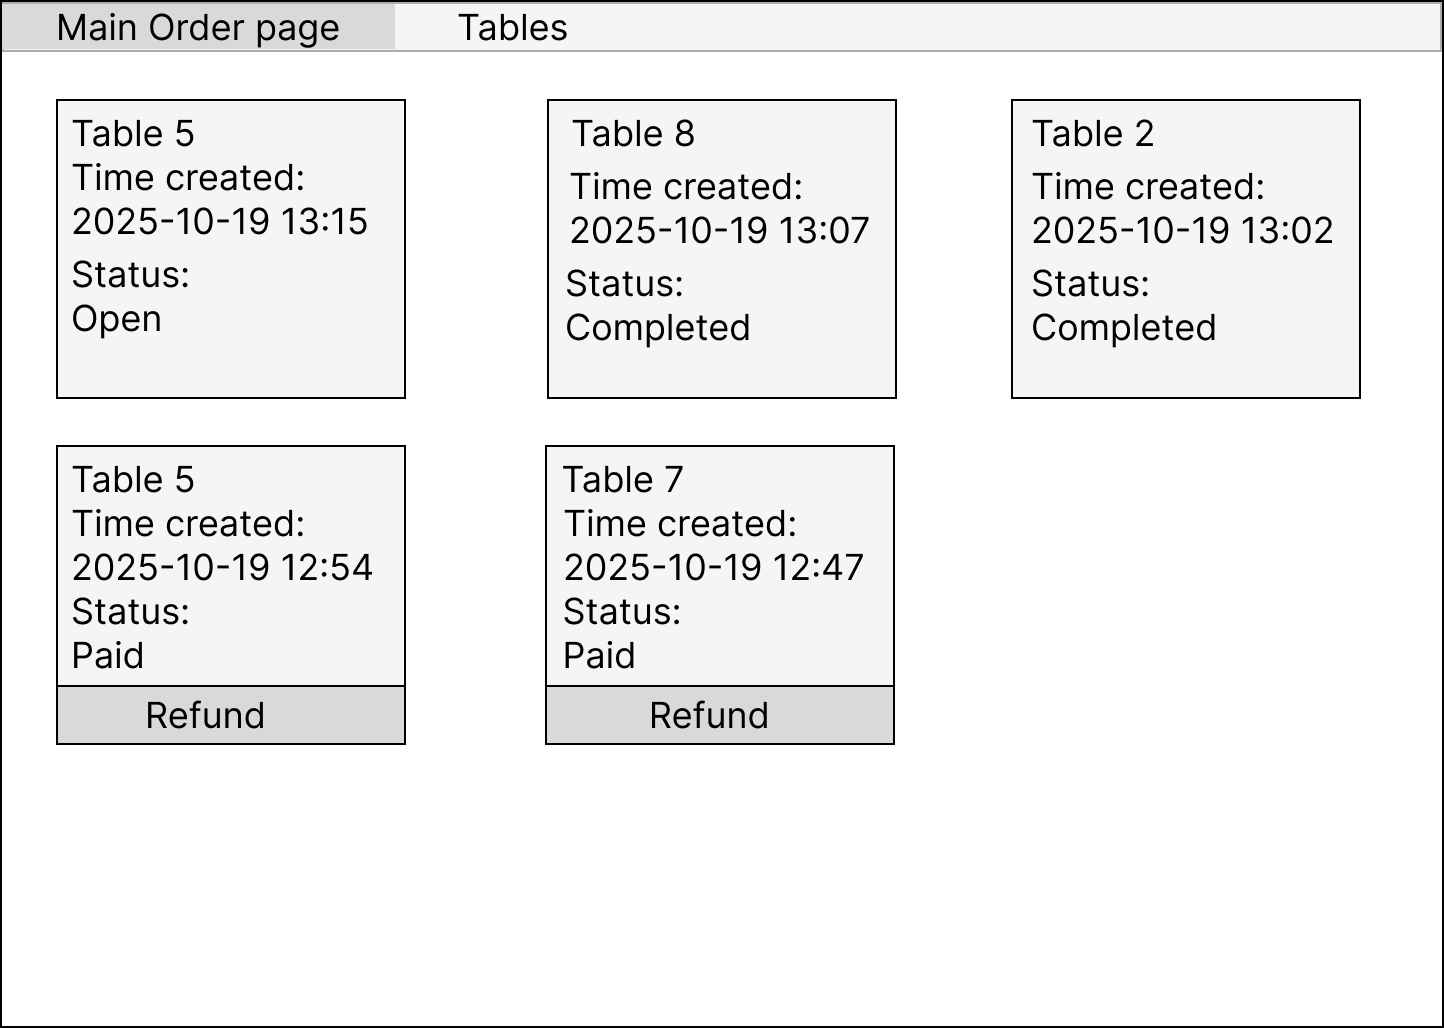 Main Order page
Tables
Table 5
Time created:
2025-10-19 13:15
Status:
Open
Table 8
Time created:
2025-10-19 13:07
Status:
Completed
Table 2
Time created:
2025-10-19 13:02
Status:
Completed
Table 5
Time created:
2025-10-19 12:54
Status:
Paid
Refund
Table 7
Time created:
2025-10-19 12:47
Status:
Paid
Refund